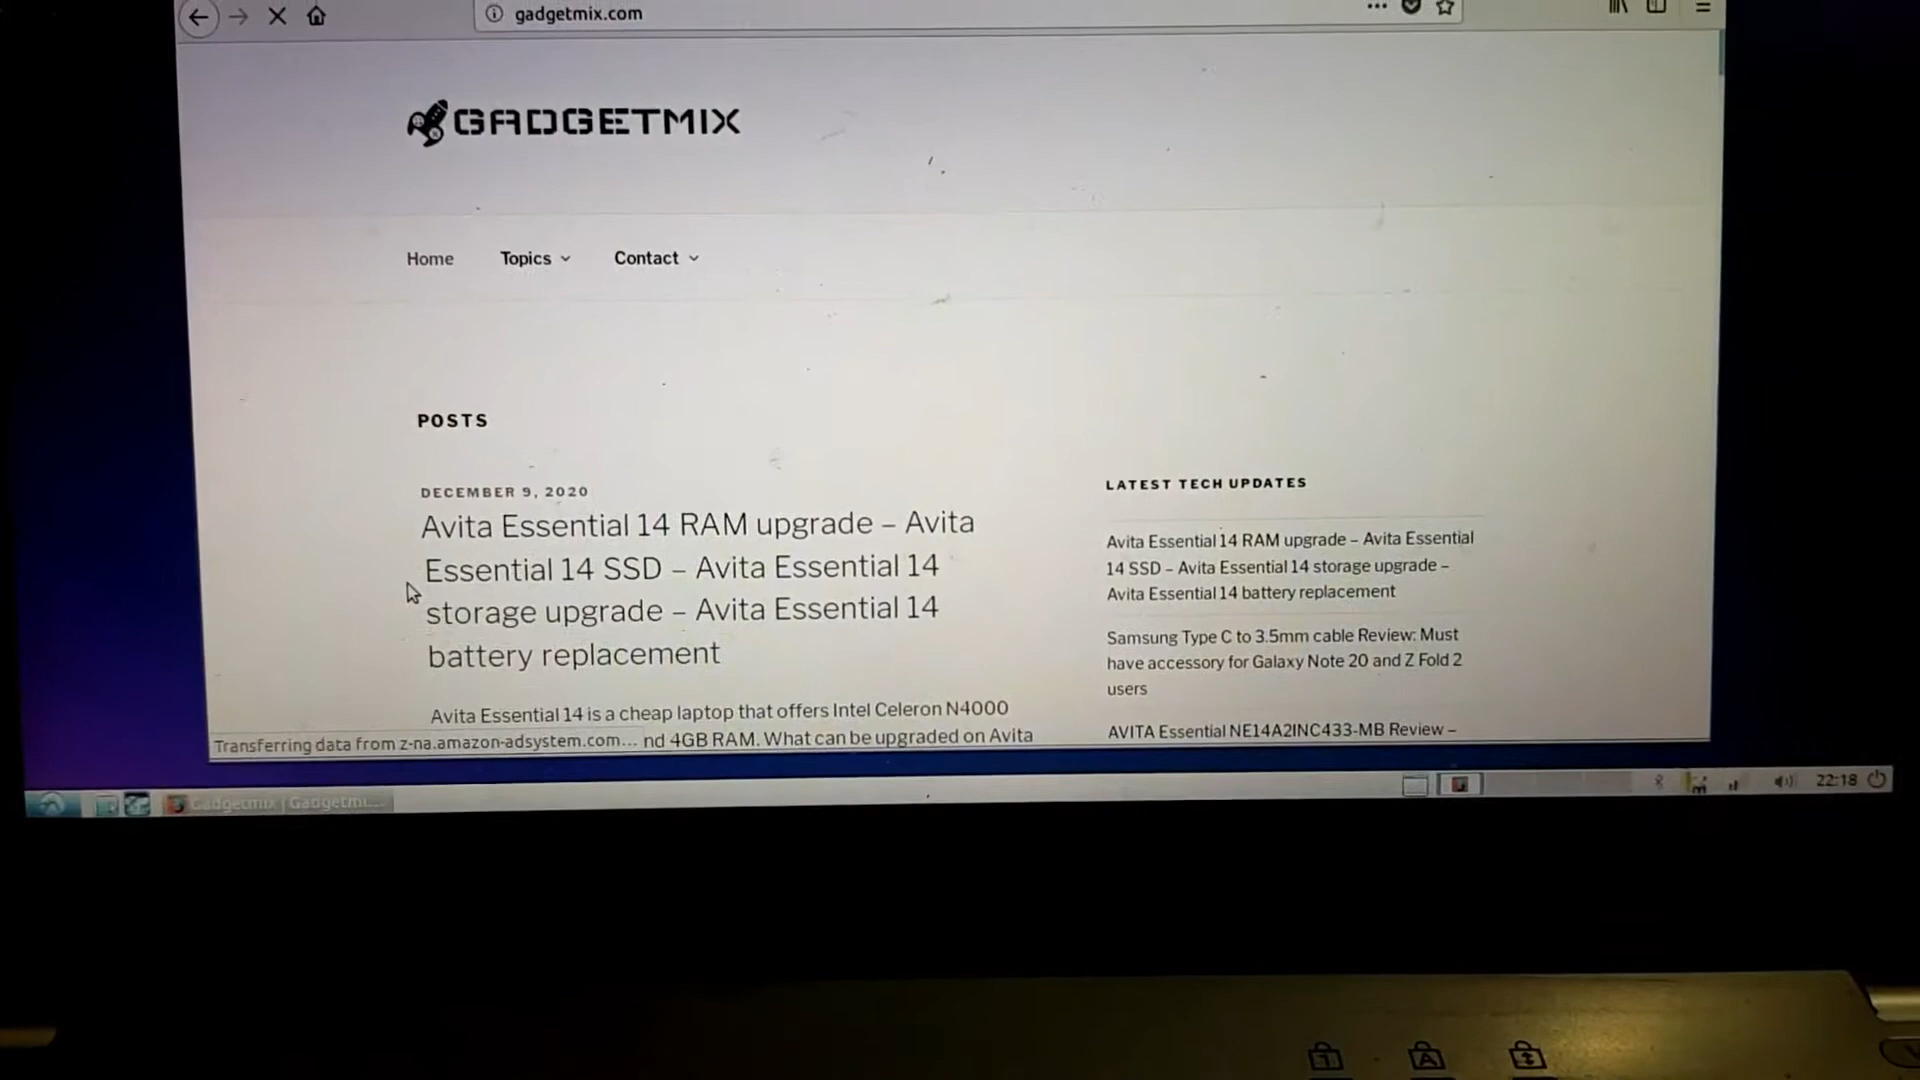 gadgetmix.com
GADGETMIX
Home Topics Contact
POSTS
DECEMBER 9, 2020
Avita Essential 14 RAM upgrade – Avita
Essential 14 SSD – Avita Essential 14
storage upgrade – Avita Essential 14
battery replacement
Avita Essential 14 is a cheap laptop that offers Intel Celeron N4000
nd 4GB RAM. What can be upgraded on Avita
LATEST TECH UPDATES
Avita Essential 14 RAM upgrade – Avita Essential
14 SSD – Avita Essential 14 storage upgrade –
Avita Essential 14 battery replacement
Samsung Type C to 3.5mm cable Review: Must
have accessory for Galaxy Note 20 and Z Fold 2
users
AVITA Essential NE14A2INC433-MB Review –
Transferring data from z-na.amazon-adsystem.com...
Gadgetmix | Gadgetmi...
22:18
1 A